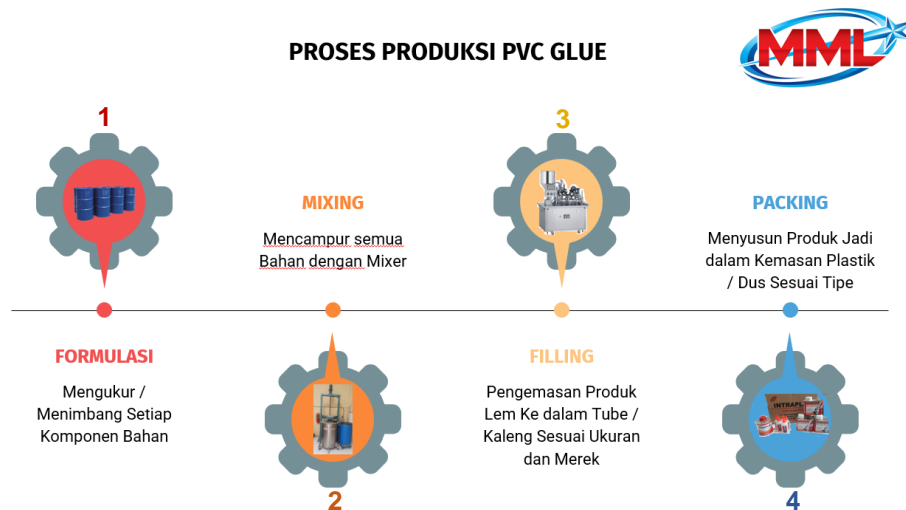 PROSES PRODUKSI PVC GLUE
MML
1
FORMULASI
Mengukur /
Menimbang Setiap
Komponen Bahan
MIXING
Mencampur semua
Bahan dengan Mixer
2
3
FILLING
Pengemasan Produk
Lem Ke dalam Tube /
Kaleng Sesuai Ukuran
dan Merek
PACKING
Menyusun Produk Jadi
dalam Kemasan Plastik
/ Dus Sesuai Tipe
4